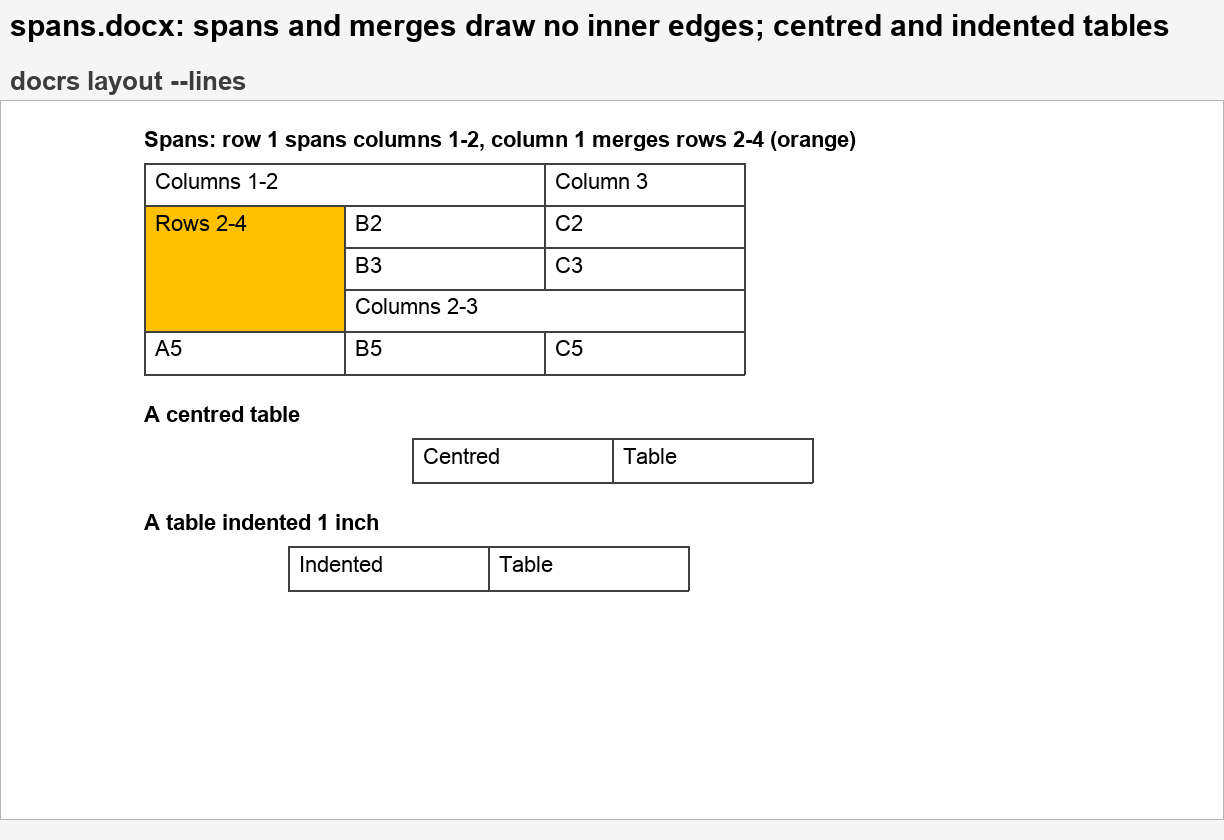 spans.docx: spans and merges draw no inner edges; centred and indented tables
docrs layout --lines
Spans: row 1 spans columns 1-2, column 1 merges rows 2-4 (orange)
Columns 1-2 Column 3
Rows 2-4 B2 C2
B3 C3
Columns 2-3
A5 B5 C5
A centred table
Centred Table
A table indented 1 inch
Indented Table